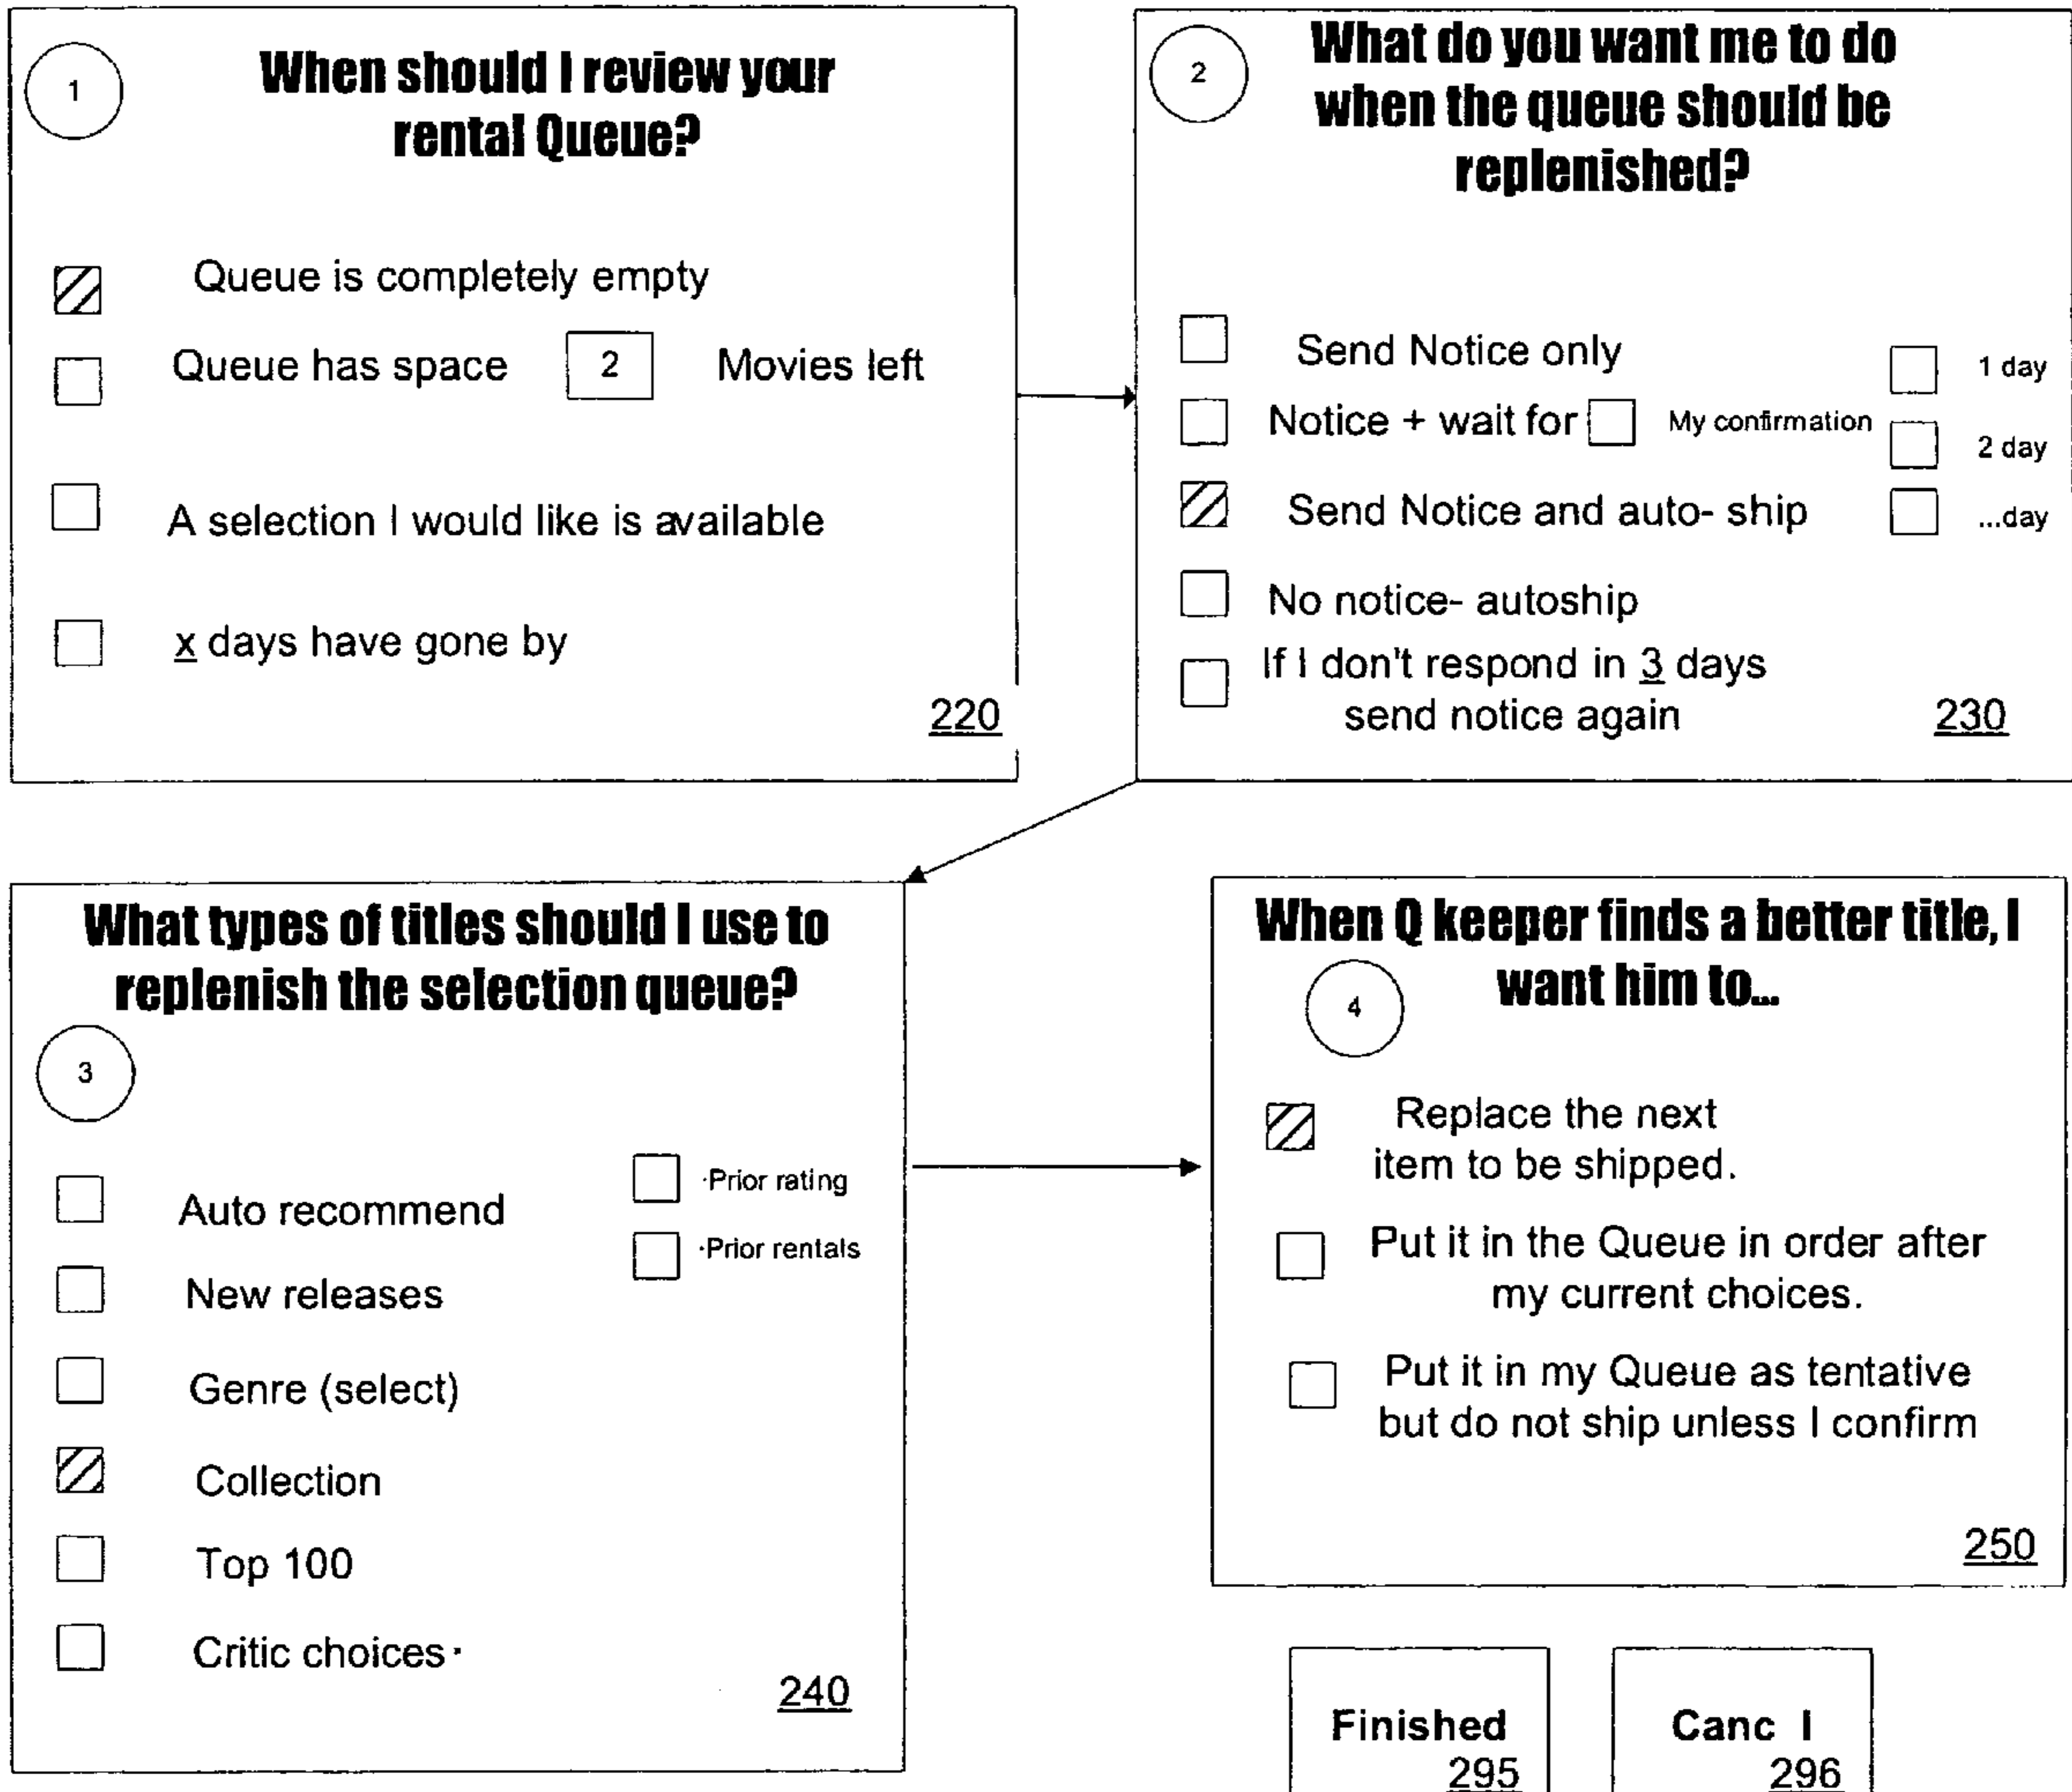 1
When should I review your
rental Queue?
Queue is completely empty
Queue has space 2 Movies left
A selection I would like is available
x days have gone by
220
2
What do you want me to do
when the queue should be
replenished?
Send Notice only
1 day
Notice + wait for My confirmation
2 day
Send Notice and auto- ship
...day
No notice- autoship
If I don't respond in 3 days
send notice again
230
What types of titles should I use to
replenish the selection queue?
3
Auto recommend
·Prior rating
·Prior rentals
New releases
Genre (select)
Collection
Top 100
Critic choices·
240
When Q keeper finds a better title, I
want him to...
4
Replace the next
item to be shipped.
Put it in the Queue in order after
my current choices.
Put it in my Queue as tentative
but do not ship unless I confirm
250
Finished
295
Canc l
296